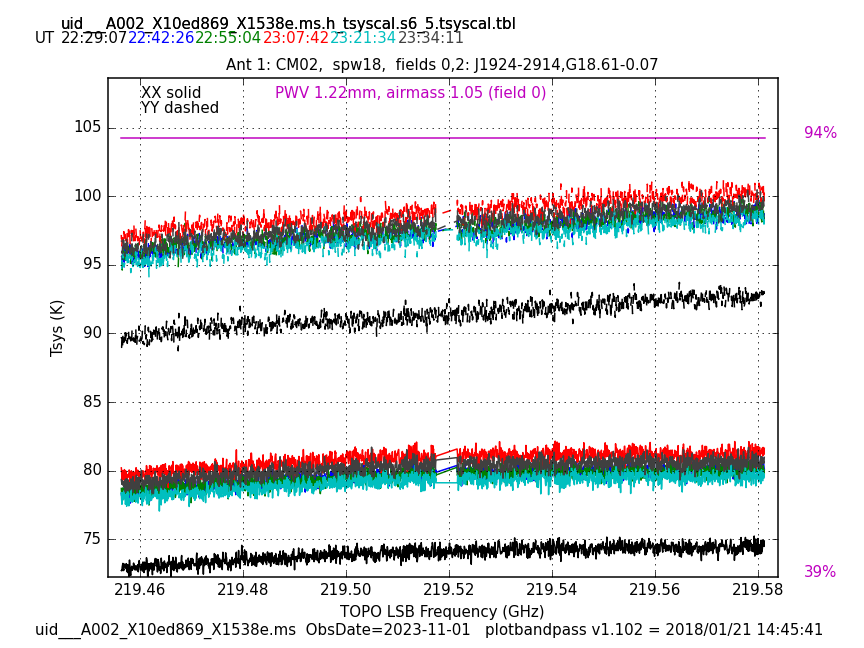 uid___A002_X10ed869_X1538e.ms.h_tsyscal.s6_5.tsyscal.tbl
UT 22:29:07 22:42:26 22:55:04 23:07:42 23:21:34 23:34:11
Ant 1: CM02,  spw18,  fields 0,2: J1924-2914,G18.61-0.07
XX solid
PWV 1.22mm, airmass 1.05 (field 0)
YY dashed
105
94%
100
95
90
Tsys (K)
85
80
75
39%
219.46 219.48 219.50 219.52 219.54 219.56 219.58
TOPO LSB Frequency (GHz)
uid___A002_X10ed869_X1538e.ms  ObsDate=2023-11-01   plotbandpass v1.102 = 2018/01/21 14:45:41